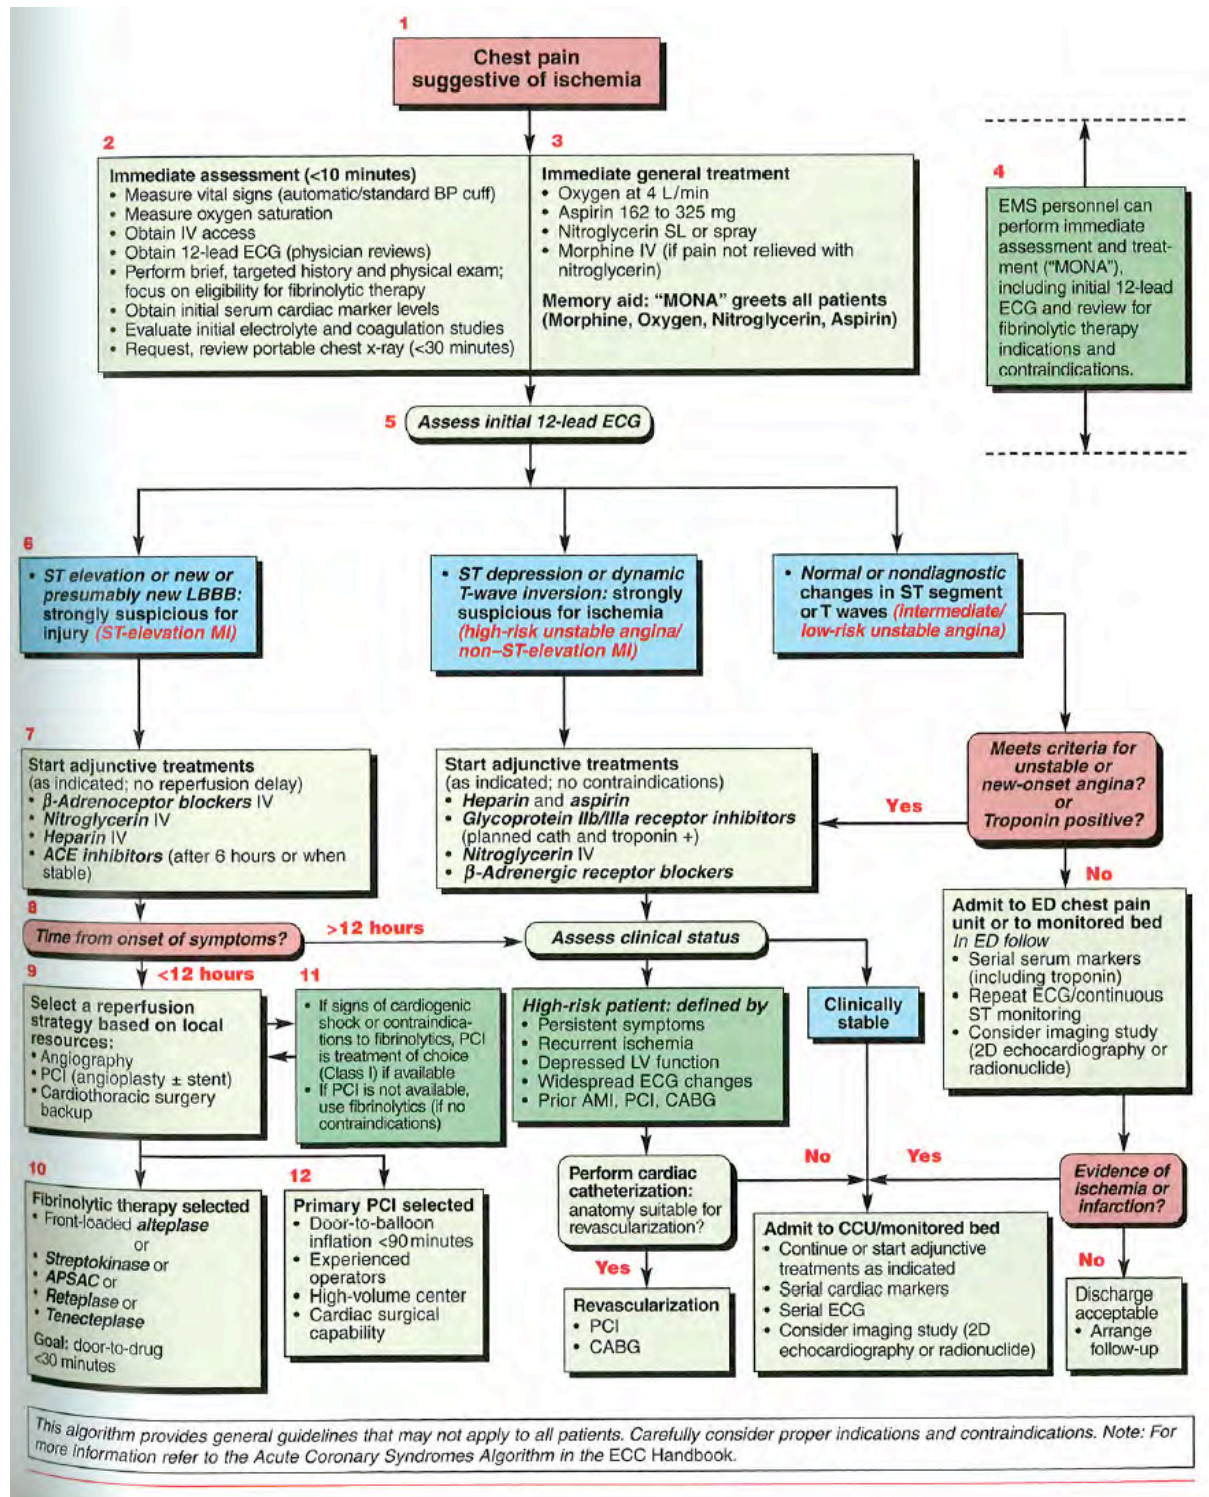 1
Chest pain
suggestive of ischemia
2
Immediate assessment (<10 minutes)
• Measure vital signs (automatic/standard BP cuff)
• Measure oxygen saturation
• Obtain IV access
• Obtain 12-lead ECG (physician reviews)
• Perform brief, targeted history and physical exam;
focus on eligibility for fibrinolytic therapy
• Obtain initial serum cardiac marker levels
• Evaluate initial electrolyte and coagulation studies
• Request, review portable chest x-ray (<30 minutes)
3
Immediate general treatment
• Oxygen at 4 L/min
• Aspirin 162 to 325 mg
• Nitroglycerin SL or spray
• Morphine IV (if pain not relieved with
nitroglycerin)
Memory aid: “MONA” greets all patients
(Morphine, Oxygen, Nitroglycerin, Aspirin)
4
EMS personnel can
perform immediate
assessment and treat-
ment (“MONA”),
including initial 12-lead
ECG and review for
fibrinolytic therapy
indications and
contraindications.
5
Assess initial 12-lead ECG
6
• ST elevation or new or
presumably new LBBB:
strongly suspicious for
injury (ST-elevation MI)
• ST depression or dynamic
T-wave inversion: strongly
suspicious for ischemia
(high-risk unstable angina/
non–ST-elevation MI)
• Normal or nondiagnostic
changes in ST segment
or T waves (intermediate/
low-risk unstable angina)
7
Start adjunctive treatments
(as indicated; no reperfusion delay)
• β-Adrenoceptor blockers IV
• Nitroglycerin IV
• Heparin IV
• ACE inhibitors (after 6 hours or when
stable)
Start adjunctive treatments
(as indicated; no contraindications)
• Heparin and aspirin
• Glycoprotein IIb/IIIa receptor inhibitors
(planned cath and troponin +)
• Nitroglycerin IV
• β-Adrenergic receptor blockers
Yes
Meets criteria for
unstable or
new-onset angina?
or
Troponin positive?
No
8
Time from onset of symptoms?
>12 hours
Assess clinical status
Admit to ED chest pain
unit or to monitored bed
In ED follow
• Serial serum markers
(including troponin)
• Repeat ECG/continuous
ST monitoring
• Consider imaging study
(2D echocardiography or
radionuclide)
<12 hours
9
Select a reperfusion
strategy based on local
resources:
• Angiography
• PCI (angioplasty ± stent)
• Cardiothoracic surgery
backup
11
• If signs of cardiogenic
shock or contraindica-
tions to fibrinolytics, PCI
is treatment of choice
(Class I) if available
• If PCI is not available,
use fibrinolytics (if no
contraindications)
High-risk patient: defined by
• Persistent symptoms
• Recurrent ischemia
• Depressed LV function
• Widespread ECG changes
• Prior AMI, PCI, CABG
Clinically
stable
10
Fibrinolytic therapy selected
• Front-loaded alteplase
or
• Streptokinase or
• APSAC or
• Reteplase or
• Tenecteplase
Goal: door-to-drug
<30 minutes
12
Primary PCI selected
• Door-to-balloon
inflation <90 minutes
• Experienced
operators
• High-volume center
• Cardiac surgical
capability
Perform cardiac
catheterization:
anatomy suitable for
revascularization?
No
Yes
Evidence of
ischemia or
infarction?
Yes
Revascularization
• PCI
• CABG
Admit to CCU/monitored bed
• Continue or start adjunctive
treatments as indicated
• Serial cardiac markers
• Serial ECG
• Consider imaging study (2D
echocardiography or radionuclide)
No
Discharge
acceptable
• Arrange
follow-up
This algorithm provides general guidelines that may not apply to all patients. Carefully consider proper indications and contraindications. Note: For
more information refer to the Acute Coronary Syndromes Algorithm in the ECC Handbook.